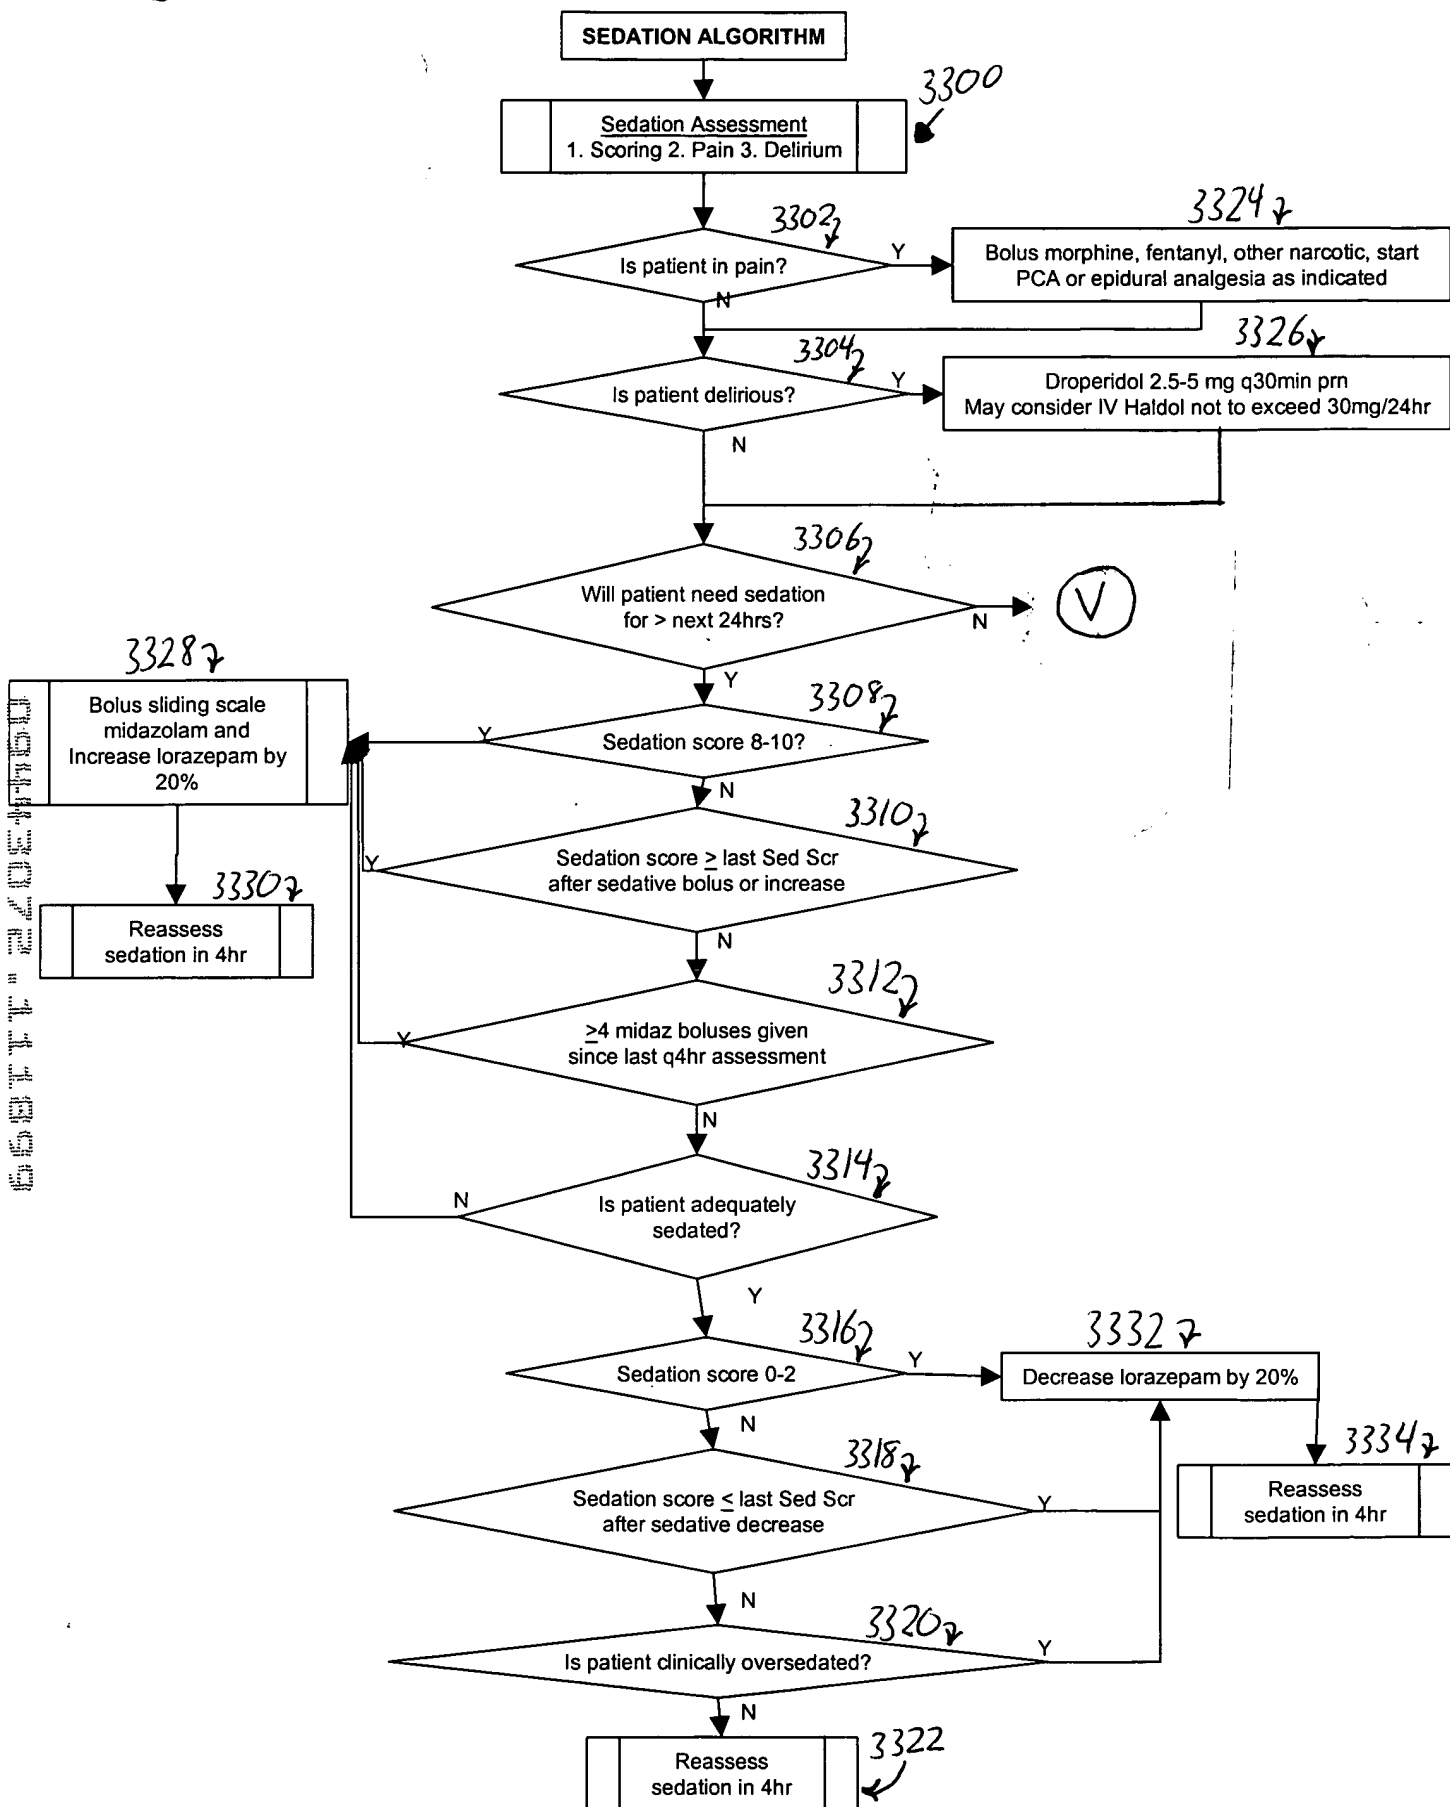 SEDATION ALGORITHM
3300
Sedation Assessment
1. Scoring 2. Pain 3. Delirium
3302
3324
Is patient in pain?
Y
Bolus morphine, fentanyl, other narcotic, start
PCA or epidural analgesia as indicated
N
3304
3326
Is patient delirious?
Y
Droperidol 2.5-5 mg q30min prn
May consider IV Haldol not to exceed 30mg/24hr
N
3306
Will patient need sedation
for > next 24hrs?
N
V
Y
3328
Bolus sliding scale
midazolam and
Increase lorazepam by
20%
3308
Y
Sedation score 8-10?
N
3310
Y
Sedation score ≥ last Sed Scr
after sedative bolus or increase
3330
Reassess
sedation in 4hr
N
3312
Y
≥4 midaz boluses given
since last q4hr assessment
N
3314
N
Is patient adequately
sedated?
Y
3316
3332
Sedation score 0-2
Y
Decrease lorazepam by 20%
N
3318
3334
Sedation score ≤ last Sed Scr
after sedative decrease
Y
Reassess
sedation in 4hr
N
3320
Is patient clinically oversedated?
Y
N
3322
Reassess
sedation in 4hr
09443072.111899